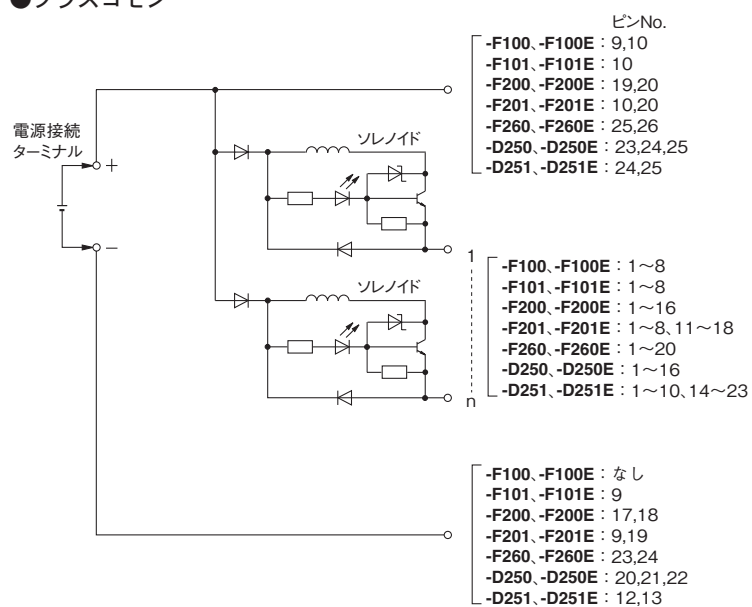 ●プラスコモン
ピンNo.
-F100、-F100E：9,10
-F101、-F101E：10
-F200、-F200E：19,20
-F201、-F201E：10,20
-F260、-F260E：25,26
-D250、-D250E：23,24,25
-D251、-D251E：24,25
電源接続
ターミナル
+
−
ソレノイド
1
ソレノイド
n
-F100、-F100E：1〜8
-F101、-F101E：1〜8
-F200、-F200E：1〜16
-F201、-F201E：1〜8、11〜18
-F260、-F260E：1〜20
-D250、-D250E：1〜16
-D251、-D251E：1〜10、14〜23
-F100、-F100E：なし
-F101、-F101E：9
-F200、-F200E：17,18
-F201、-F201E：9,19
-F260、-F260E：23,24
-D250、-D250E：20,21,22
-D251、-D251E：12,13